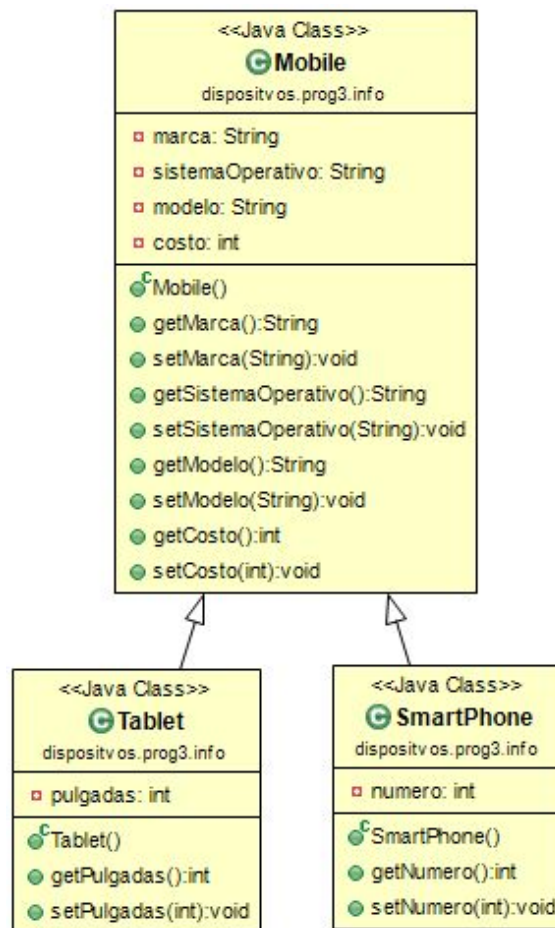 <<Java Class>>
Mobile
dispositvos.prog3.info
marca: String
sistemaOperativo: String
modelo: String
costo: int
Mobile()
getMarca():String
setMarca(String):void
getSistemaOperativo():String
setSistemaOperativo(String):void
getModelo():String
setModelo(String):void
getCosto():int
setCosto(int):void
<<Java Class>>
Tablet
dispositvos.prog3.info
pulgadas: int
Tablet()
getPulgadas():int
setPulgadas(int):void
<<Java Class>>
SmartPhone
dispositvos.prog3.info
numero: int
SmartPhone()
getNumero():int
setNumero(int):void